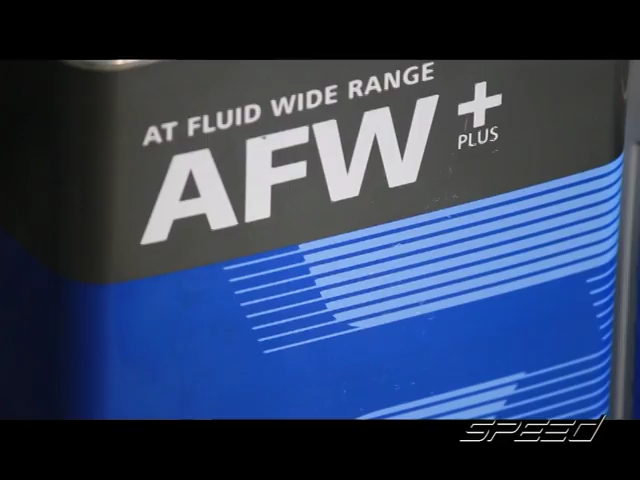 AT FLUID WIDE RANGE
AFW+
PLUS
SPEED